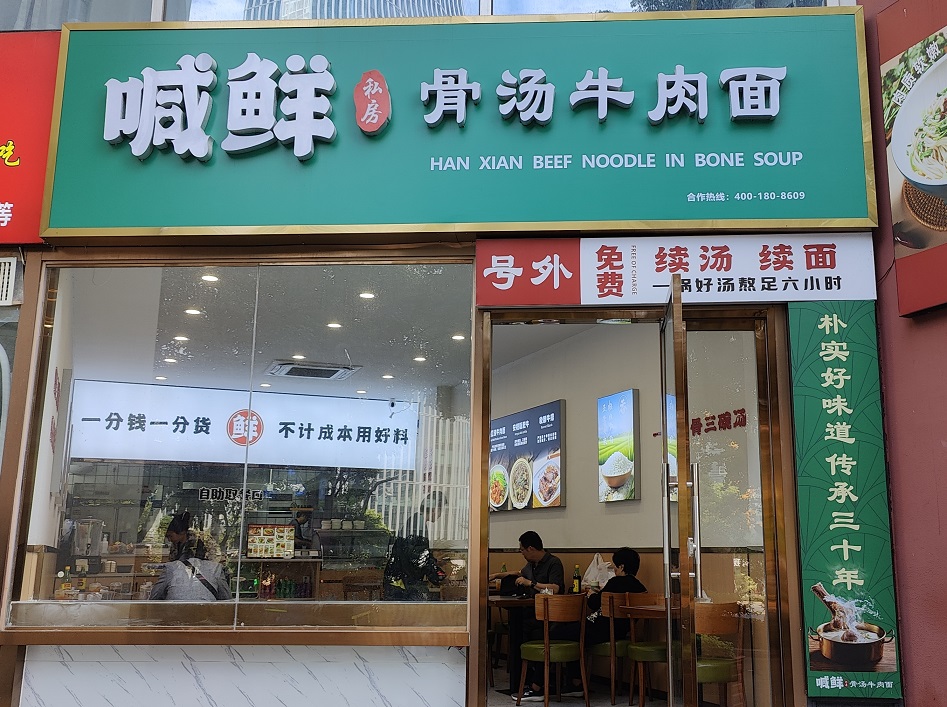 喊鲜 私房 骨汤牛肉面
HAN XIAN BEEF NOODLE IN BONE SOUP
合作热线：400-180-8609
吃
等
号外 免费 FREE OF CHARGE 续汤 续面
一锅好汤熬足六小时
朴实好味道传承三十年
喊鲜 骨汤牛肉面
一分钱一分货 鲜 不计成本用好料
自助取餐口